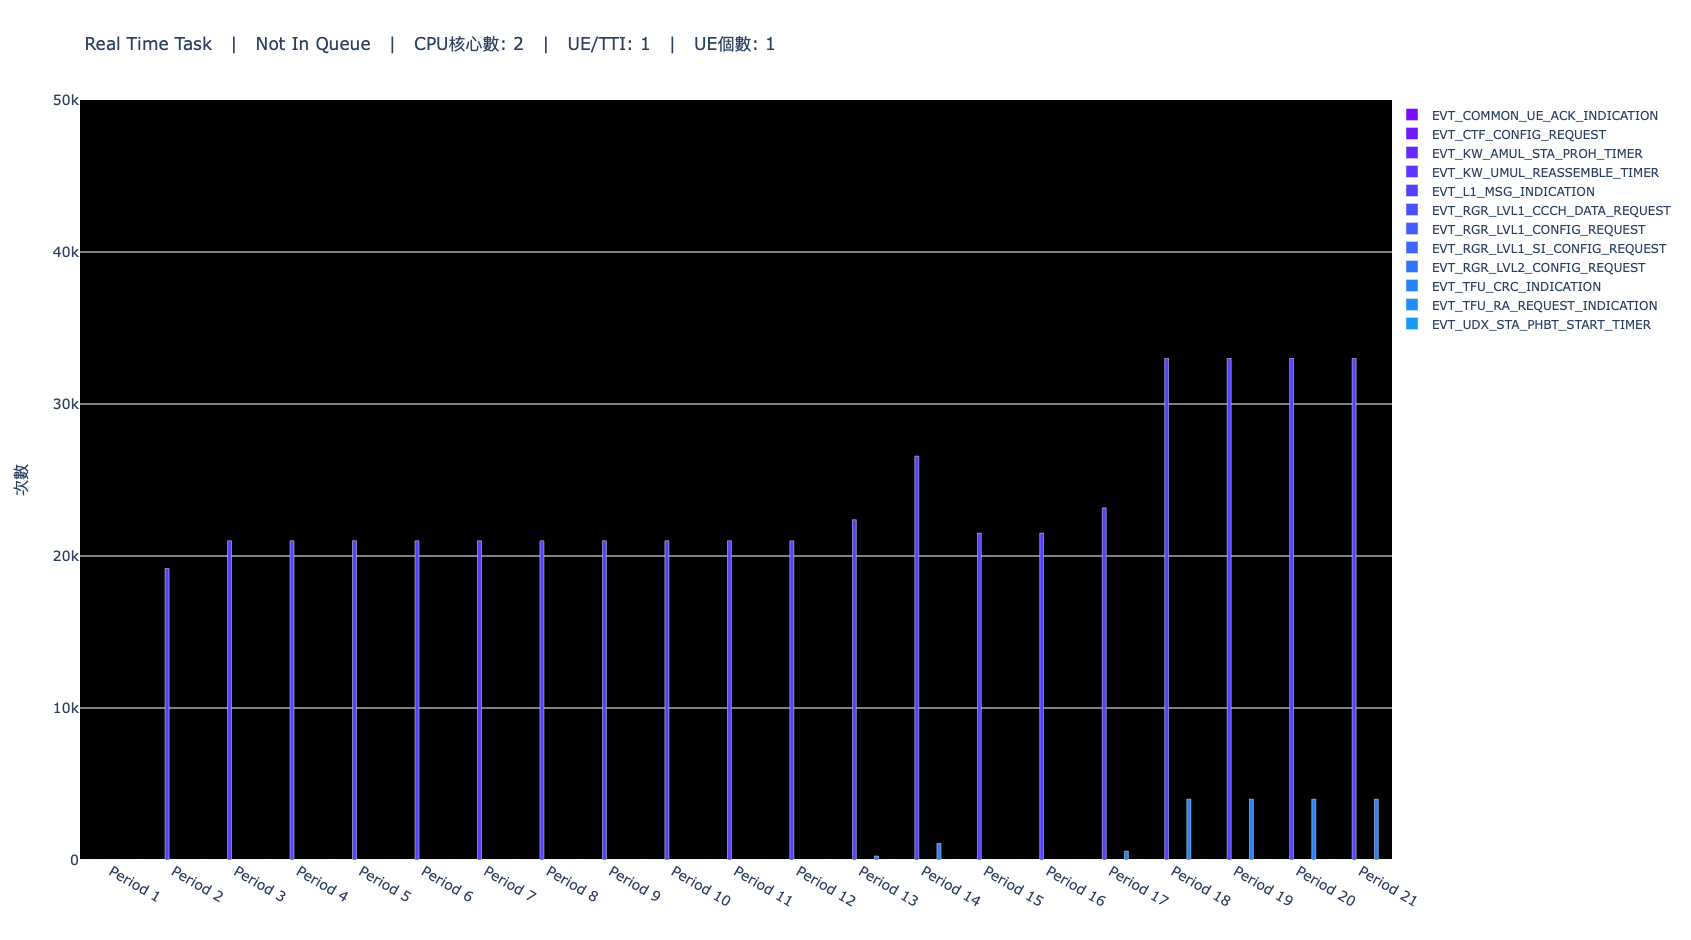 Real Time Task | Not In Queue | CPU核心數: 2 | UE/TTI: 1 | UE個數: 1
50k
40k
30k
20k
10k
0
次數
Period 1
Period 2
Period 3
Period 4
Period 5
Period 6
Period 7
Period 8
Period 9
Period 10
Period 11
Period 12
Period 13
Period 14
Period 15
Period 16
Period 17
Period 18
Period 19
Period 20
Period 21
EVT_COMMON_UE_ACK_INDICATION
EVT_CTF_CONFIG_REQUEST
EVT_KW_AMUL_STA_PROH_TIMER
EVT_KW_UMUL_REASSEMBLE_TIMER
EVT_L1_MSG_INDICATION
EVT_RGR_LVL1_CCCH_DATA_REQUEST
EVT_RGR_LVL1_CONFIG_REQUEST
EVT_RGR_LVL1_SI_CONFIG_REQUEST
EVT_RGR_LVL2_CONFIG_REQUEST
EVT_TFU_CRC_INDICATION
EVT_TFU_RA_REQUEST_INDICATION
EVT_UDX_STA_PHBT_START_TIMER